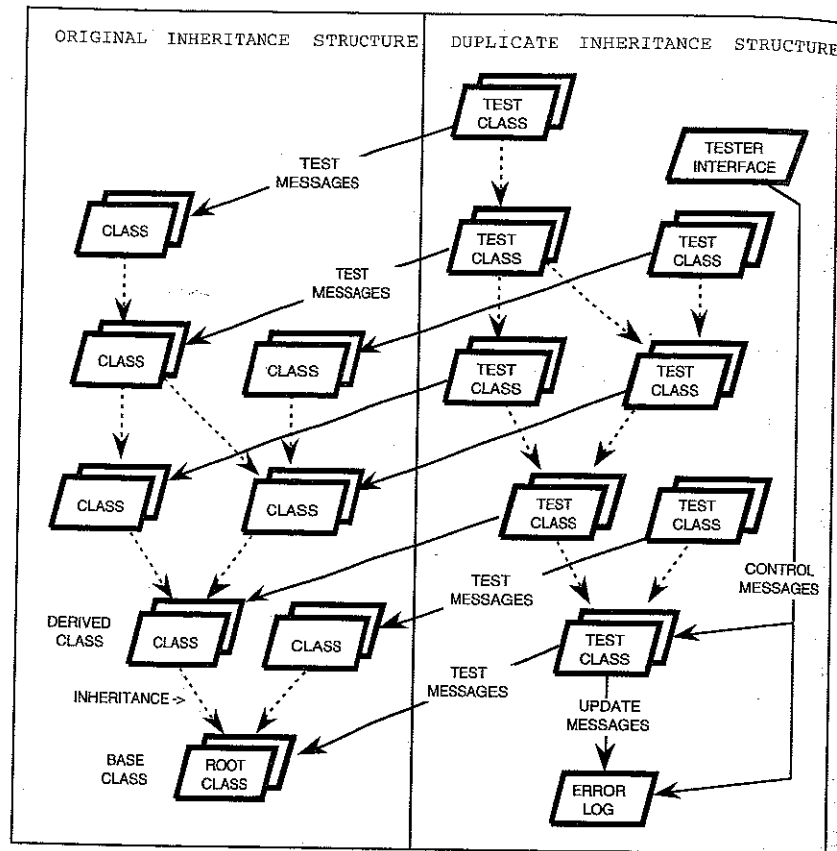 ORIGINAL INHERITANCE STRUCTURE
DUPLICATE INHERITANCE STRUCTURE
TEST
CLASS
TESTER
INTERFACE
TEST
MESSAGES
CLASS
TEST
CLASS
TEST
CLASS
TEST
MESSAGES
CLASS
CLASS
TEST
CLASS
TEST
CLASS
CLASS
CLASS
TEST
CLASS
TEST
CLASS
CONTROL
MESSAGES
TEST
MESSAGES
DERIVED
CLASS
CLASS
CLASS
TEST
CLASS
TEST
MESSAGES
INHERITANCE ->
UPDATE
MESSAGES
BASE
CLASS
ROOT
CLASS
ERROR
LOG